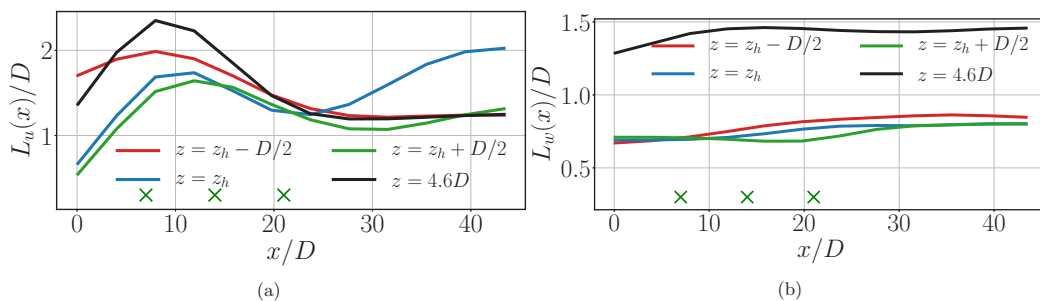 (a)
L_u(x)/D
2
1
z = z_h − D/2
z = z_h
z = z_h + D/2
z = 4.6D
0 10 20 30 40
x/D
(b)
L_w(x)/D
1.5
1.0
0.5
z = z_h − D/2
z = z_h
z = z_h + D/2
z = 4.6D
0 10 20 30 40
x/D
(a)
(b)